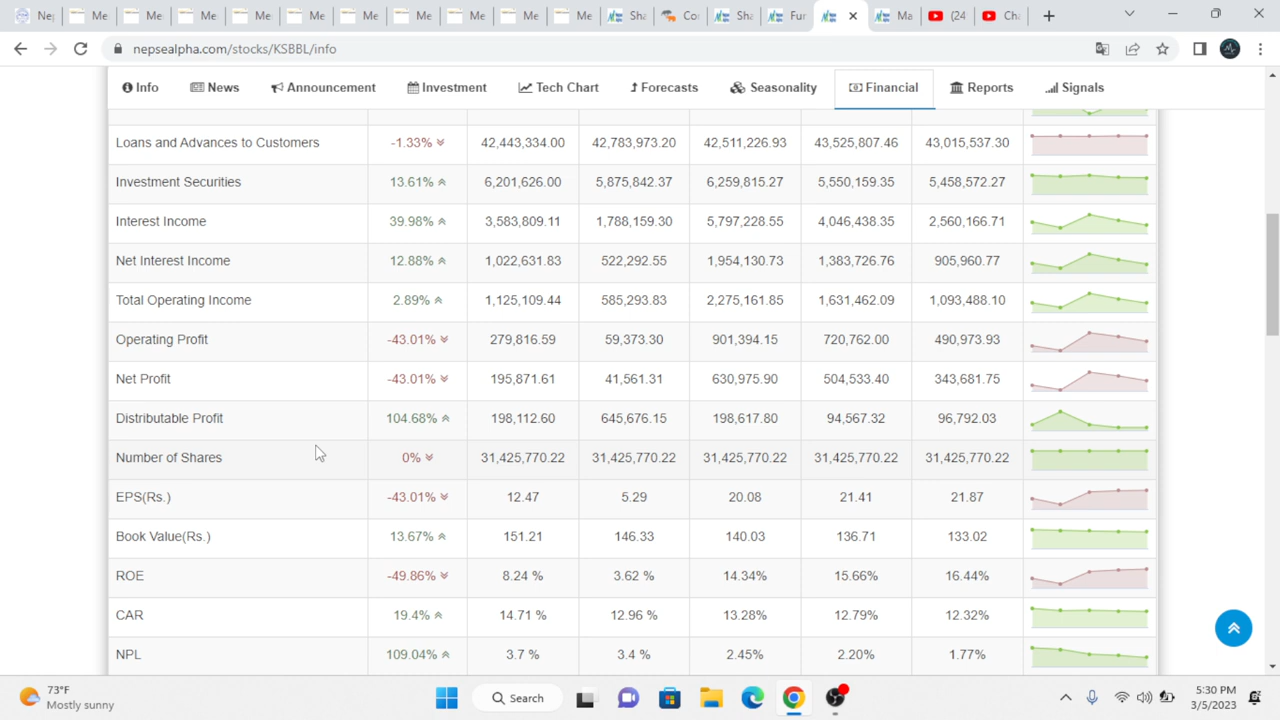 Nep Me Me Me Me Me Me Me Me Me Me Sha Co Sha Fur Ma (24 Cha
nepsealpha.com/stocks/KSBBL/info
Info News Announcement Investment Tech Chart Forecasts Seasonality Financial Reports Signals
Loans and Advances to Customers -1.33% 42,443,334.00 42,783,973.20 42,511,226.93 43,525,807.46 43,015,537.30
Investment Securities 13.61% 6,201,626.00 5,875,842.37 6,259,815.27 5,550,159.35 5,458,572.27
Interest Income 39.98% 3,583,809.11 1,788,159.30 5,797,228.55 4,046,438.35 2,560,166.71
Net Interest Income 12.88% 1,022,631.83 522,292.55 1,954,130.73 1,383,726.76 905,960.77
Total Operating Income 2.89% 1,125,109.44 585,293.83 2,275,161.85 1,631,462.09 1,093,488.10
Operating Profit -43.01% 279,816.59 59,373.30 901,394.15 720,762.00 490,973.93
Net Profit -43.01% 195,871.61 41,561.31 630,975.90 504,533.40 343,681.75
Distributable Profit 104.68% 198,112.60 645,676.15 198,617.80 94,567.32 96,792.03
Number of Shares 0% 31,425,770.22 31,425,770.22 31,425,770.22 31,425,770.22 31,425,770.22
EPS(Rs.) -43.01% 12.47 5.29 20.08 21.41 21.87
Book Value(Rs.) 13.67% 151.21 146.33 140.03 136.71 133.02
ROE -49.86% 8.24 % 3.62 % 14.34% 15.66% 16.44%
CAR 19.4% 14.71 % 12.96 % 13.28% 12.79% 12.32%
NPL 109.04% 3.7 % 3.4 % 2.45% 2.20% 1.77%
73°F
Mostly sunny
Search
5:30 PM
3/5/2023